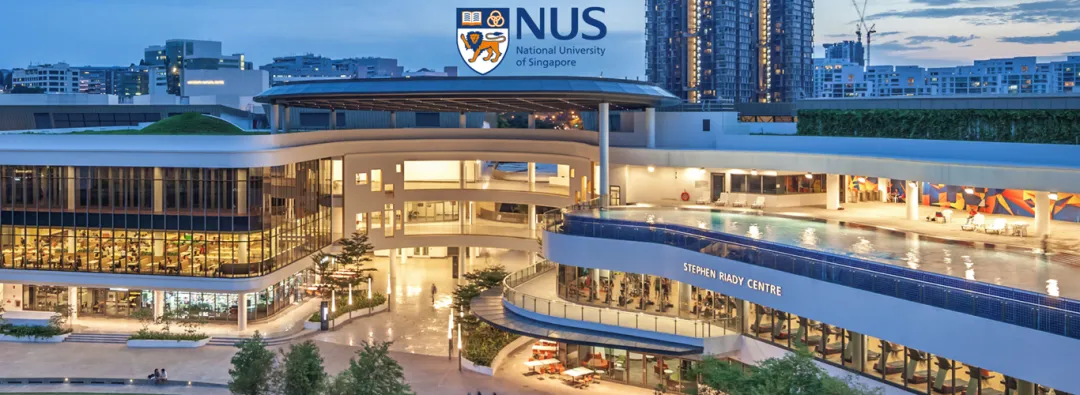 NUS
National University
of Singapore
STEPHEN RIADY CENTRE